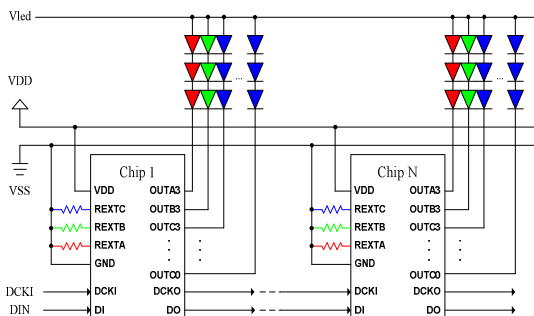 Vled
VDD
VSS
Chip 1
VDD
OUTA3
REXTC
OUTB3
REXTB
OUTC3
REXTA
GND
OUTC0
DCKI
DCKI
DCKO
DIN
DI
DO
Chip N
VDD
OUTA3
REXTC
OUTB3
REXTB
OUTC3
REXTA
GND
OUTC0
DCKI
DCKO
DI
DO